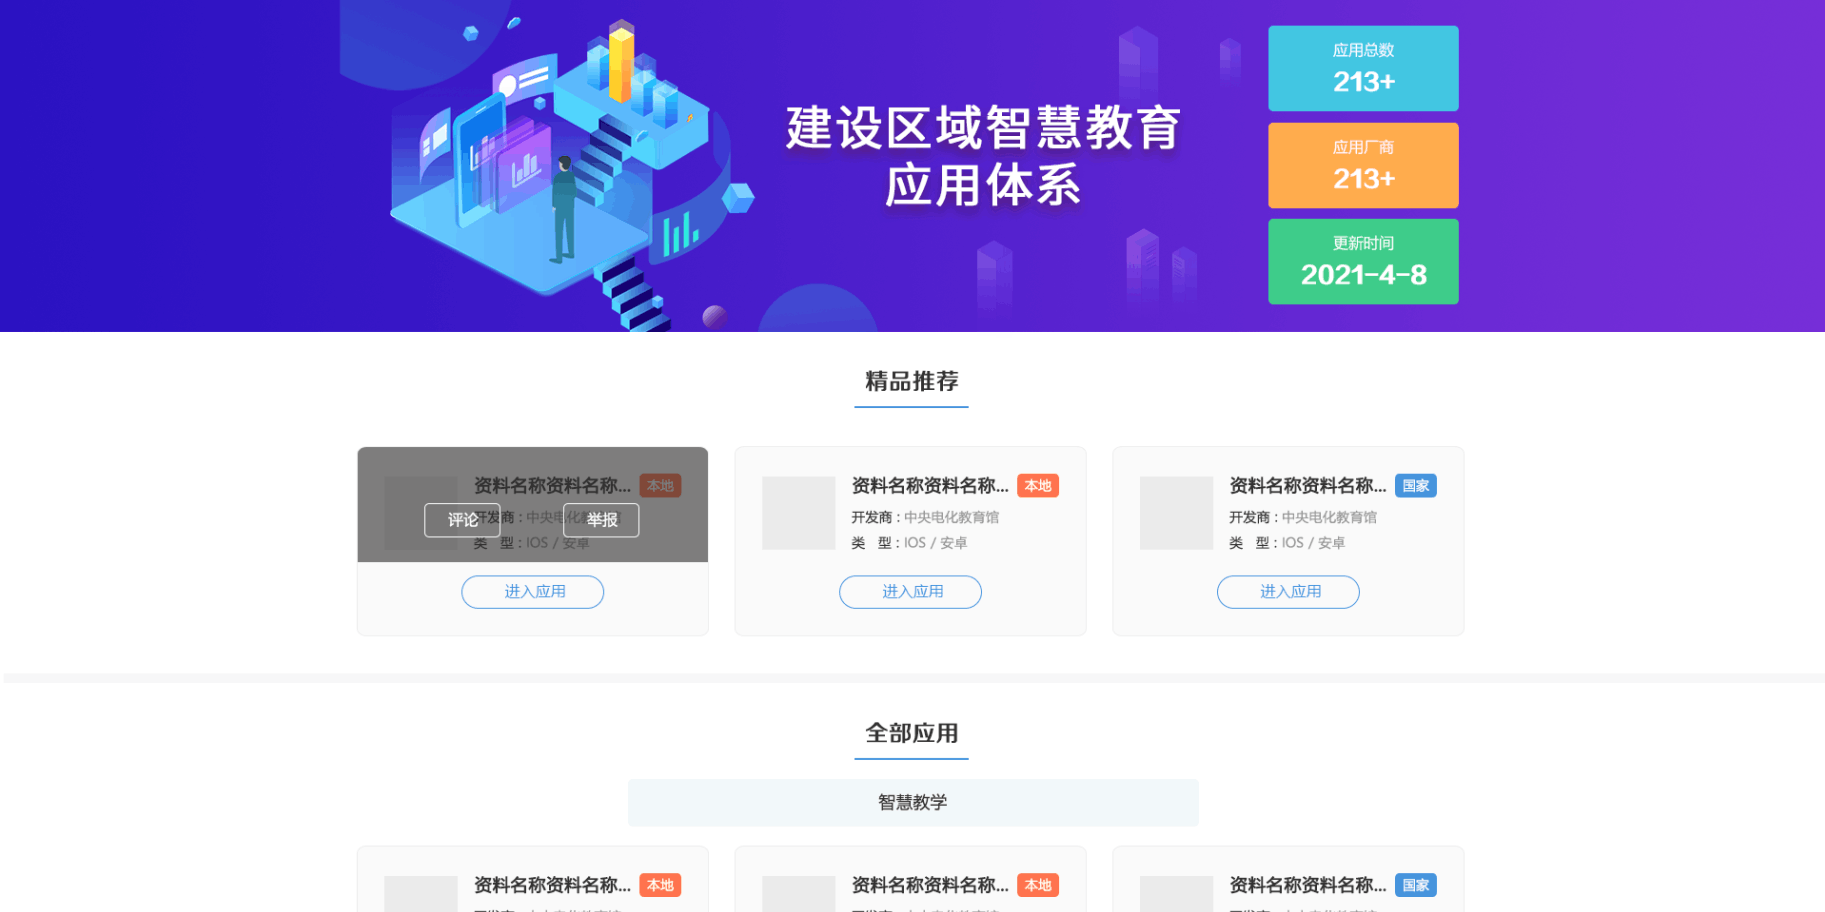 建设区域智慧教育
应用体系
应用总数
213+
应用厂商
213+
更新时间
2021-4-8
精品推荐
资料名称资料名称... 本地
开发商：中央电化教育馆
类 型：IOS / 安卓
评论 举报
进入应用
资料名称资料名称... 本地
开发商：中央电化教育馆
类 型：IOS / 安卓
进入应用
资料名称资料名称... 国家
开发商：中央电化教育馆
类 型：IOS / 安卓
进入应用
全部应用
智慧教学
资料名称资料名称... 本地
资料名称资料名称... 本地
资料名称资料名称... 国家